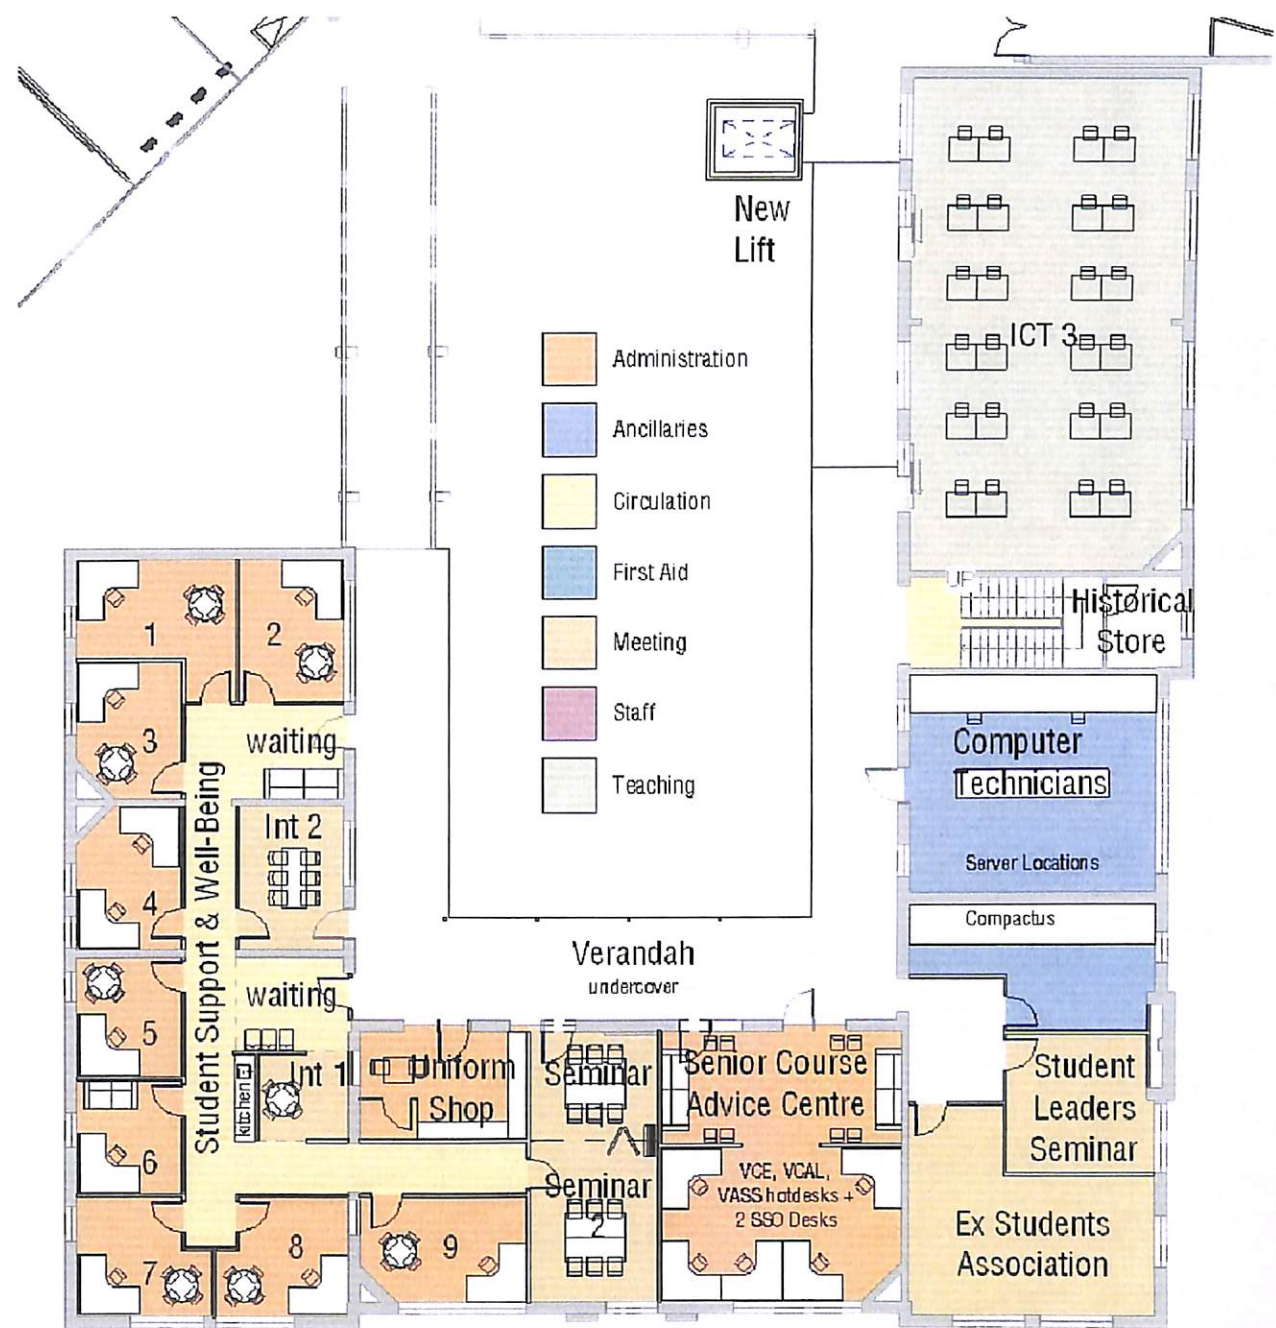 New
Lift
ICT 3
Administration
Ancillaries
Circulation
First Aid
Meeting
Staff
Teaching
Historical
Store
1
2
3
waiting
Computer
Technicians
Server Locations
Int 2
4
Student Support & Well-Being
Compactus
Verandah
undercover
5
waiting
Int 1
kitchen
Uniform
Shop
Seminar
1
Senior Course
Advice Centre
Student
Leaders
Seminar
6
Seminar
2
VCE, VCAL,
VASS hotdesks +
2 SSO Desks
Ex Students
Association
7
8
9